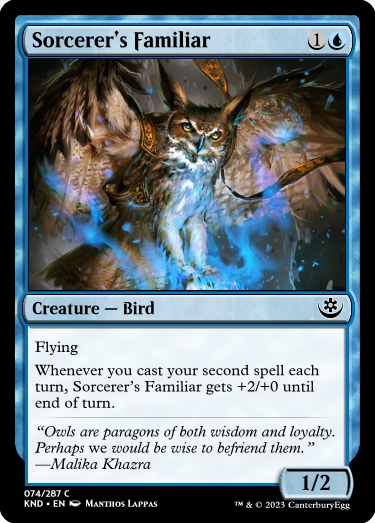 Sorcerer's Familiar 1
Creature — Bird
Flying
Whenever you cast your second spell each
turn, Sorcerer's Familiar gets +2/+0 until
end of turn.
"Owls are paragons of both wisdom and loyalty.
Perhaps we would be wise to befriend them."
—Malika Khazra
1/2
074/287 C
KND • EN Manthos Lappas ™ & © 2023 CanterburyEgg